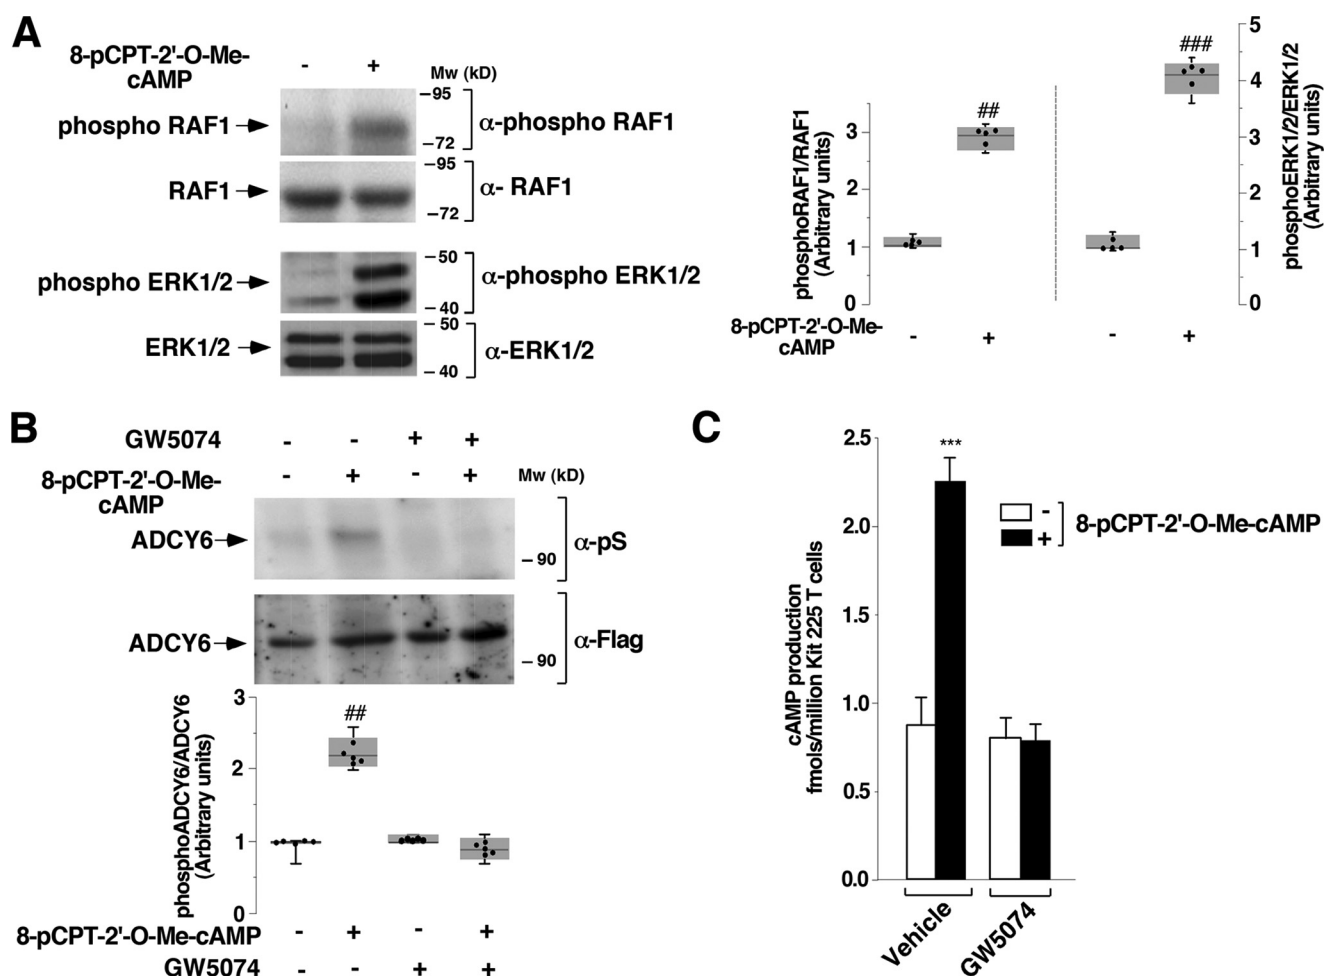 A
8-pCPT-2'-O-Me-
cAMP
- +
Mw (kD)
phospho RAF1
–95
–72
α-phospho RAF1
RAF1
–95
–72
α- RAF1
phospho ERK1/2
–50
–40
α-phospho ERK1/2
ERK1/2
–50
–40
α-ERK1/2
phosphoRAF1/RAF1
(Arbitrary units)
3
2
1
0
##
###
5
4
3
2
1
0
phosphoERK1/2/ERK1/2
(Arbitrary units)
8-pCPT-2'-O-Me-
cAMP
- + - +
B
GW5074
- - + +
8-pCPT-2'-O-Me-
cAMP
- + - +
Mw (kD)
ADCY6
–90
α-pS
ADCY6
–90
α-Flag
phosphoADCY6/ADCY6
(Arbitrary units)
3
2
1
0
##
8-pCPT-2'-O-Me-cAMP
- + - +
GW5074
- - + +
C
cAMP production
fmols/million Kit 225 T cells
2.5
2.0
1.5
1.0
0.5
0.0
***
-
+
8-pCPT-2'-O-Me-cAMP
Vehicle
GW5074